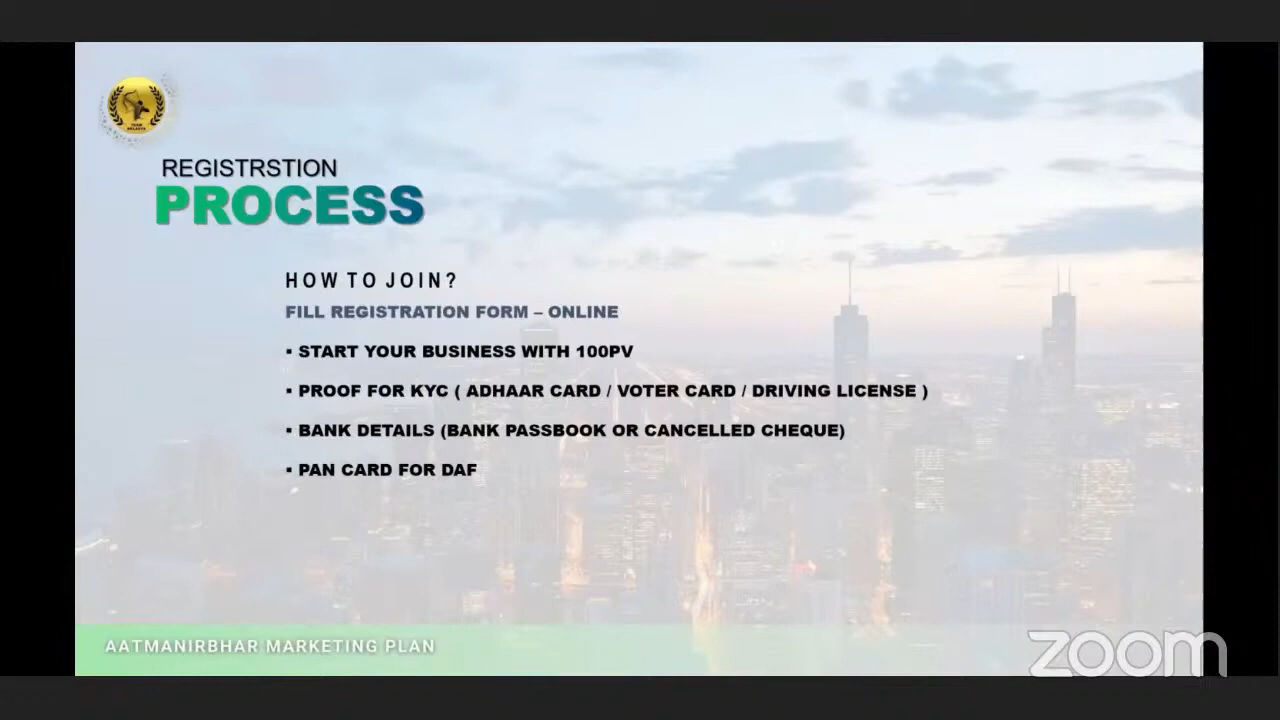 REGISTRSTION
PROCESS
HOW TO JOIN?
FILL REGISTRATION FORM – ONLINE
▪ START YOUR BUSINESS WITH 100PV
▪ PROOF FOR KYC ( ADHAAR CARD / VOTER CARD / DRIVING LICENSE )
▪ BANK DETAILS (BANK PASSBOOK OR CANCELLED CHEQUE)
▪ PAN CARD FOR DAF
AATMANIRBHAR MARKETING PLAN
zoom